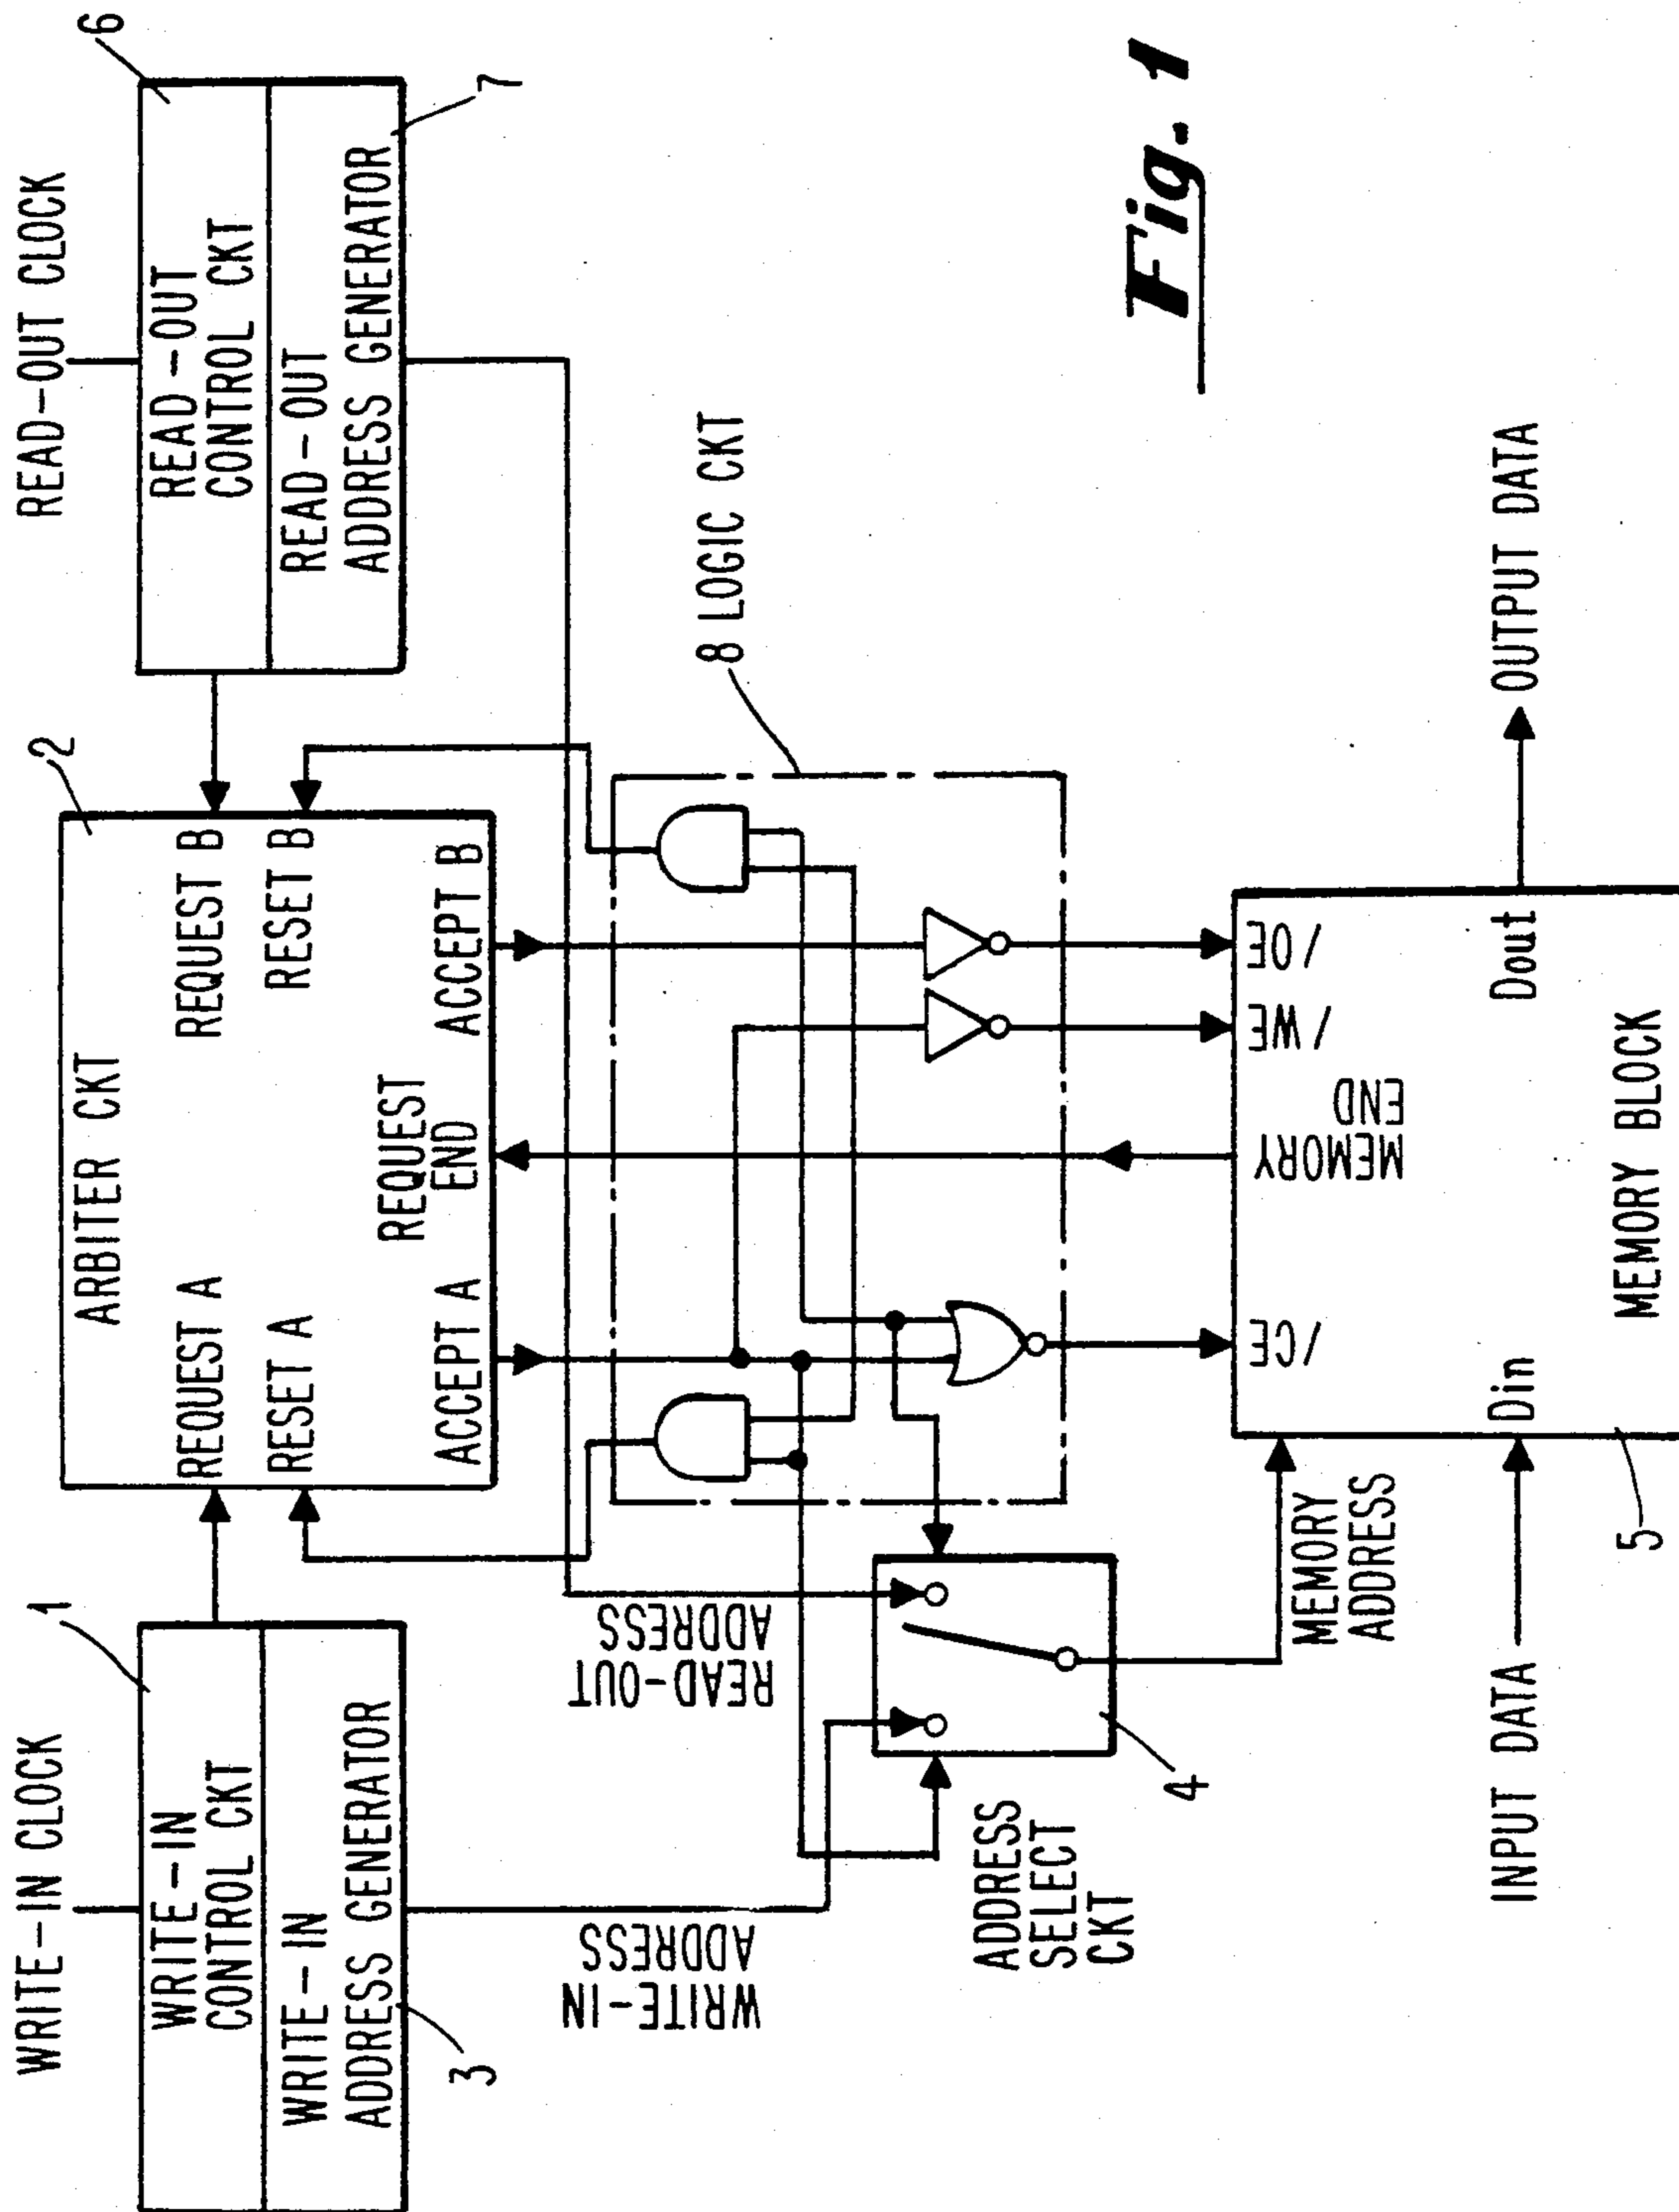 WRITE-IN CLOCK
READ-OUT CLOCK
1
WRITE-IN
CONTROL CKT
WRITE-IN
ADDRESS GENERATOR
3
2
ARBITER CKT
REQUEST A
RESET A
REQUEST B
RESET B
REQUEST
END
ACCEPT A
ACCEPT B
6
READ-OUT
CONTROL CKT
READ-OUT
ADDRESS GENERATOR
7
WRITE-IN
ADDRESS
READ-OUT
ADDRESS
8 LOGIC CKT
ADDRESS
SELECT
CKT
4
MEMORY
ADDRESS
/CE
MEMORY
END
/WE
/OE
INPUT DATA
Din
Dout
OUTPUT DATA
MEMORY BLOCK
5
Fig. 1